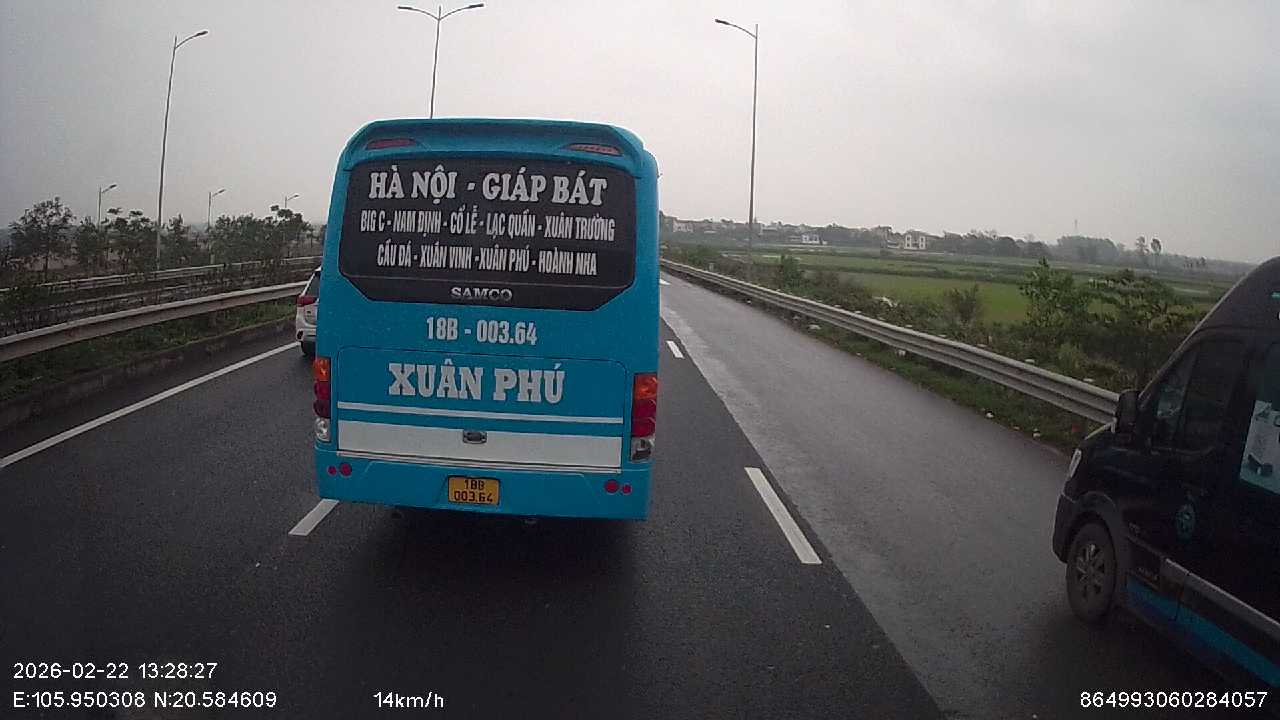 HÀ NỘI - GIÁP BÁT
BIG C - NAM ĐỊNH - CỔ LỄ - LẠC QUẦN - XUÂN TRƯỜNG
CẦU ĐÁ - XUÂN VINH - XUÂN PHÚ - HOÀNH NHA
SAMCO
18B - 003.64
XUÂN PHÚ
18B
003.64
2026-02-22 13:28:27
E:105.950308 N:20.584609
14km/h
864993060284057